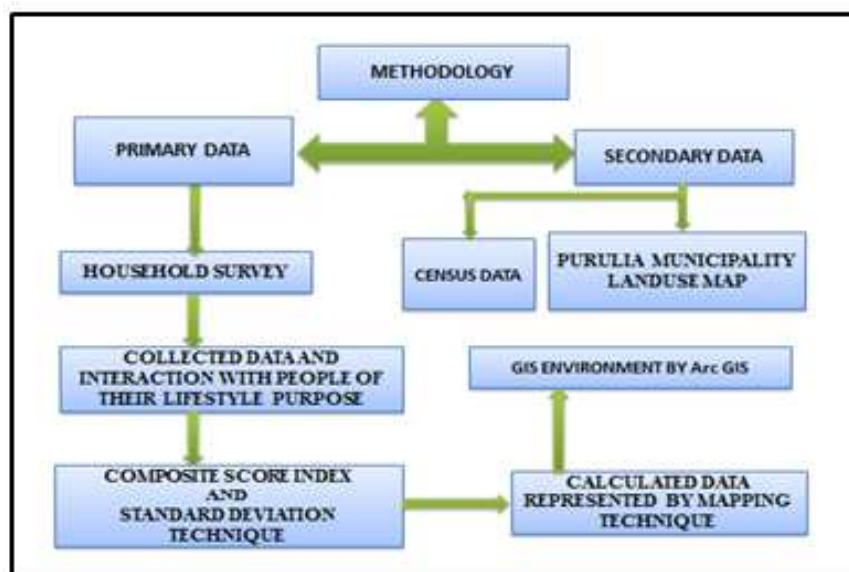 METHODOLOGY
PRIMARY DATA
SECONDARY DATA
HOUSEHOLD SURVEY
CENSUS DATA
PURULIA MUNICIPALITY
LANDUSE MAP
COLLECTED DATA AND
INTERACTION WITH PEOPLE OF
THEIR LIFESTYLE PURPOSE
GIS ENVIRONMENT BY Arc GIS
COMPOSITE SCORE INDEX
AND
STANDARD DEVIATION
TECHNIQUE
CALCULATED DATA
REPRESENTED BY MAPPING
TECHNIQUE